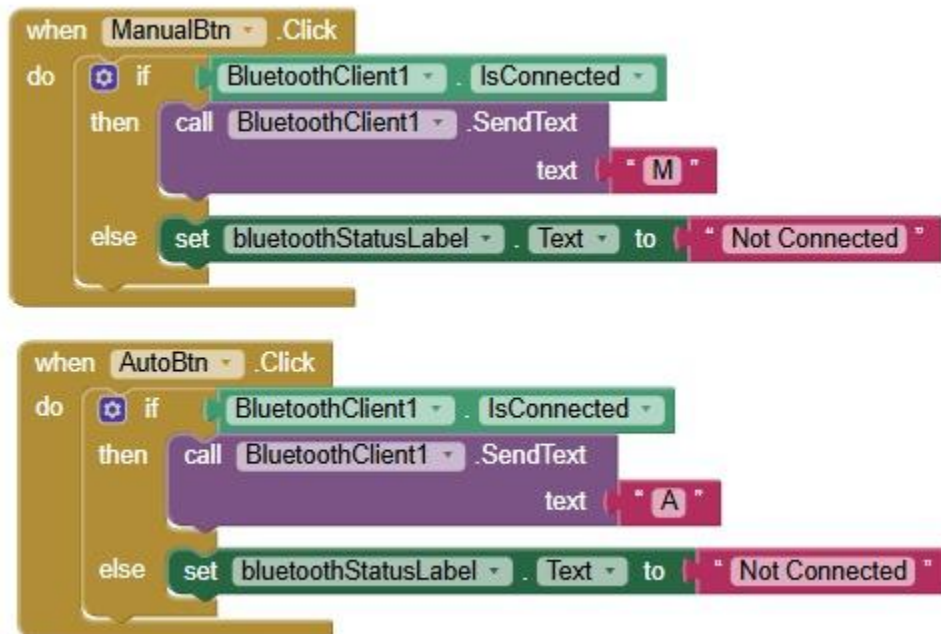 when ManualBtn .Click
do if BluetoothClient1 . IsConnected
then call BluetoothClient1 .SendText
text " M "
else set bluetoothStatusLabel . Text to " Not Connected "
when AutoBtn .Click
do if BluetoothClient1 . IsConnected
then call BluetoothClient1 .SendText
text " A "
else set bluetoothStatusLabel . Text to " Not Connected "